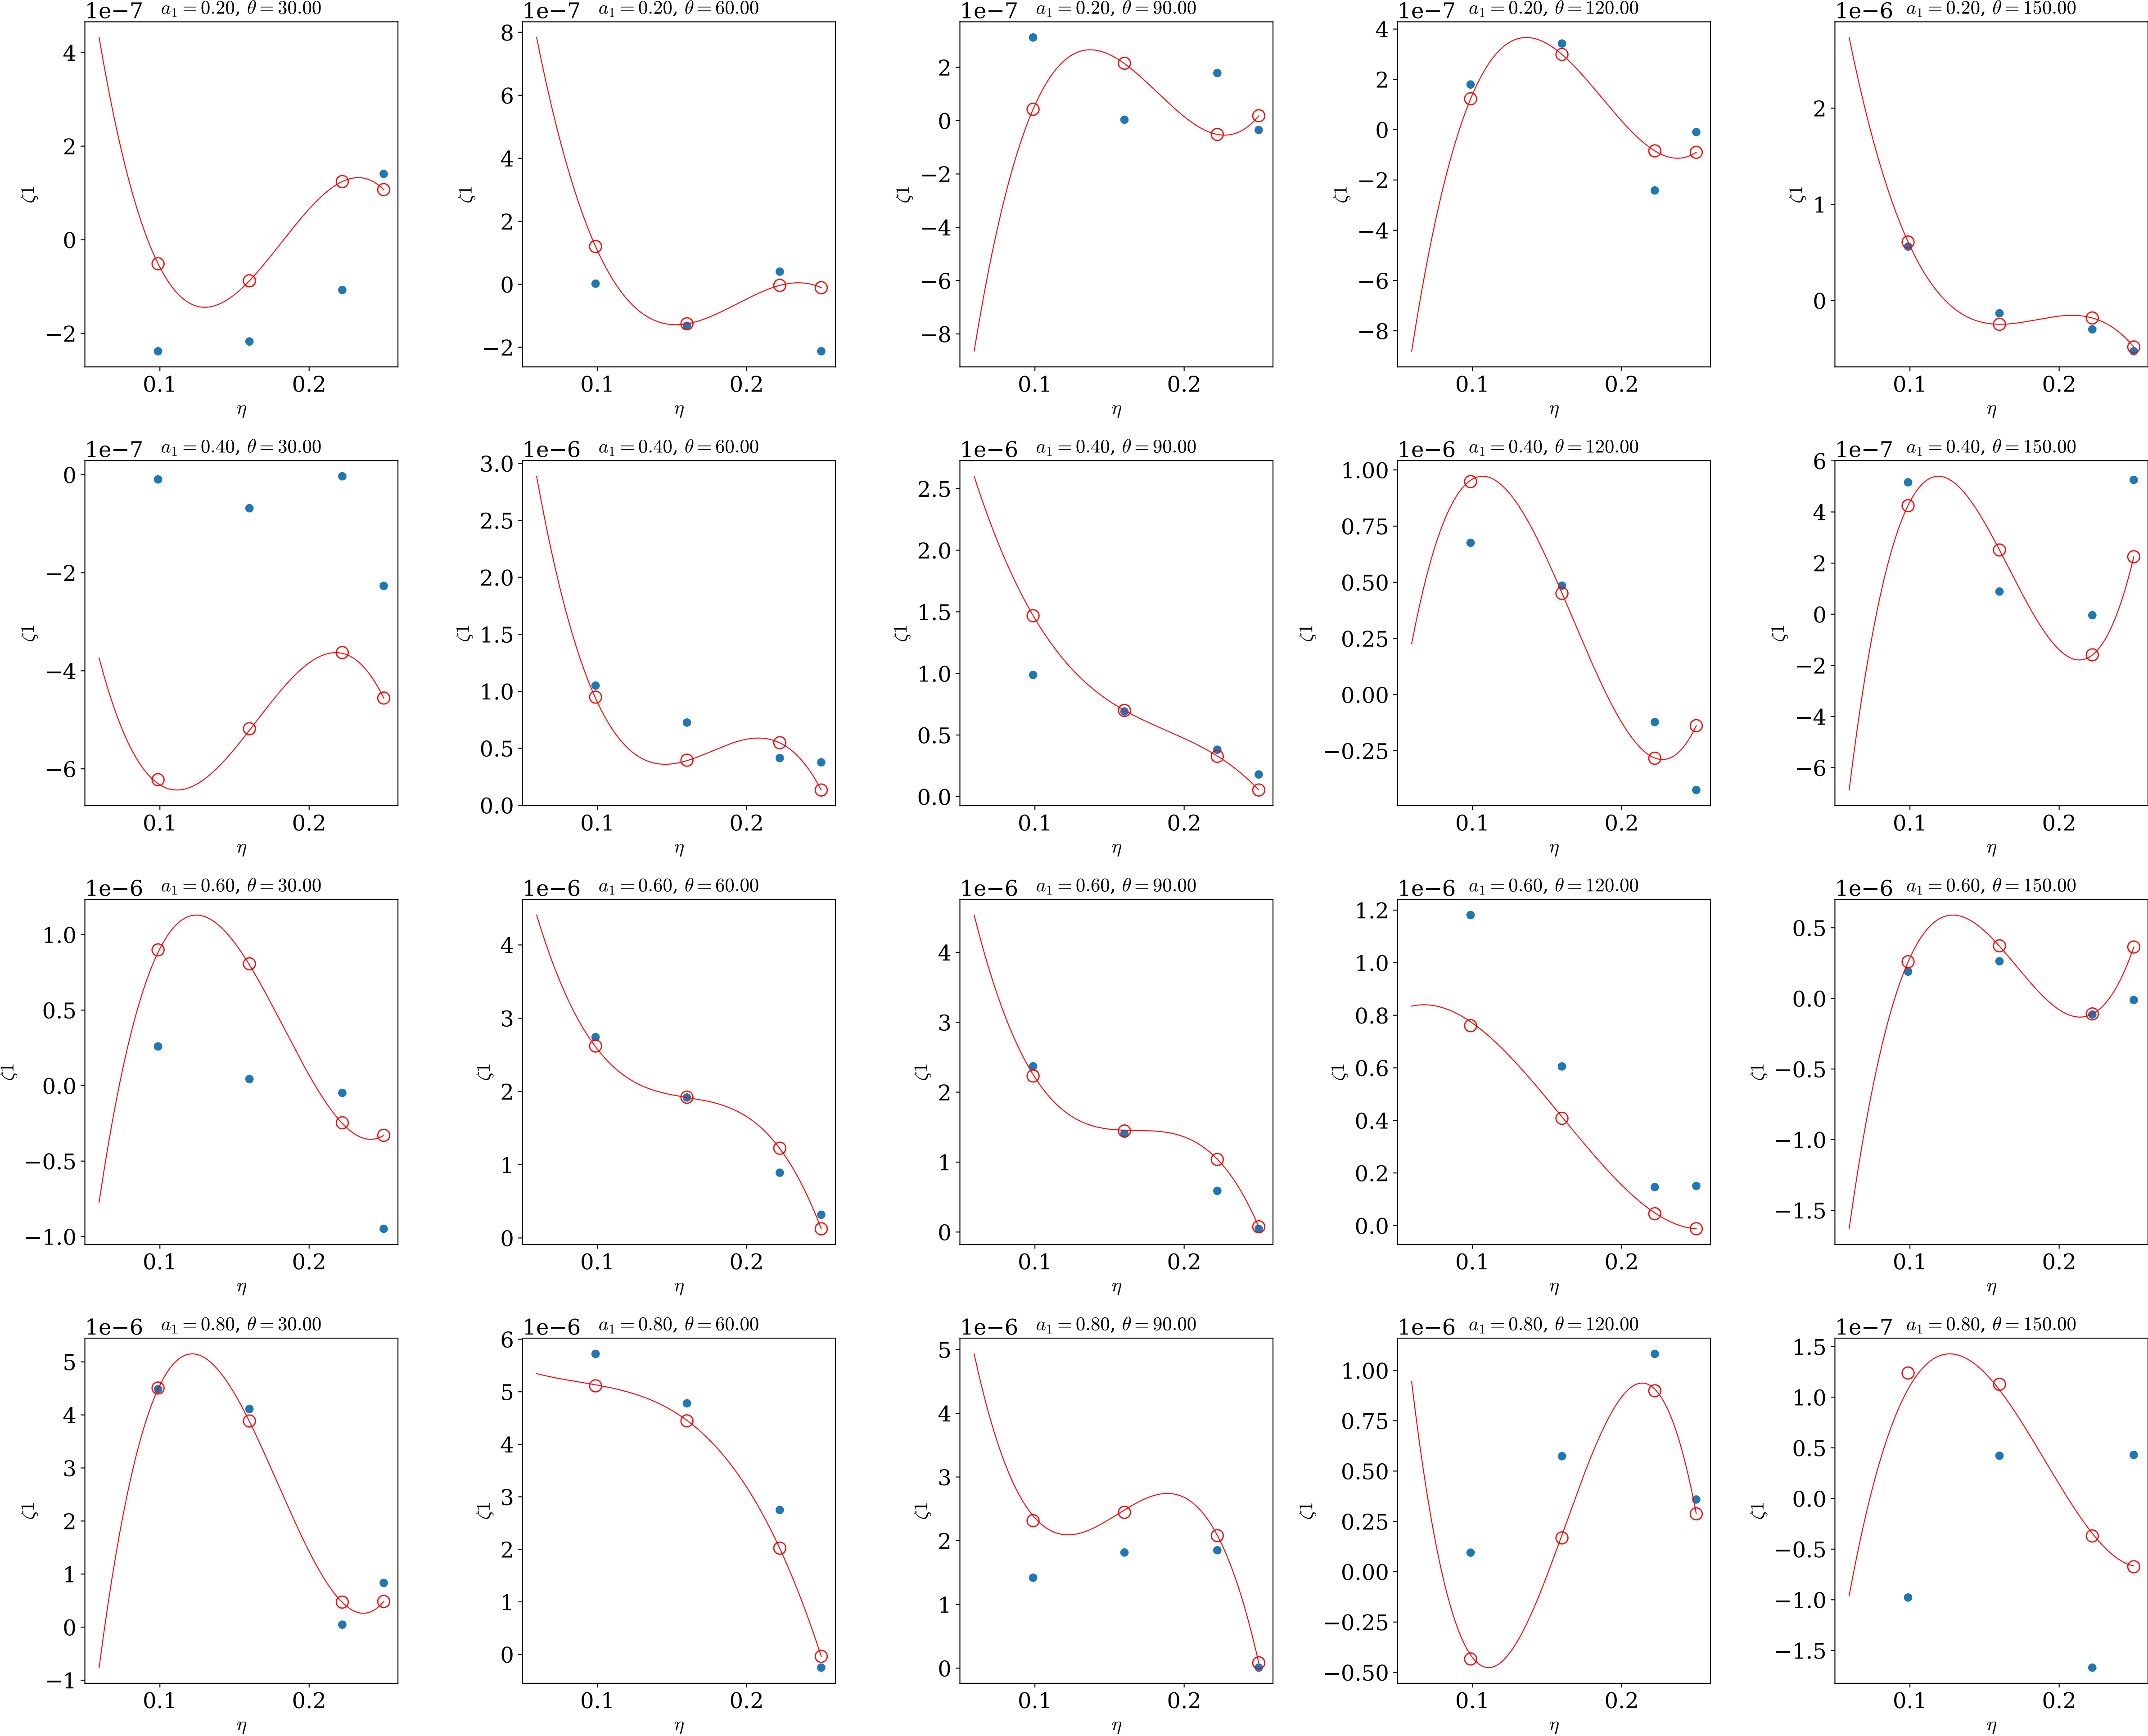 1e−7 a₁ = 0.20, θ = 30.00
4
2
0
−2
ζ1
0.1 0.2
η
1e−7 a₁ = 0.20, θ = 60.00
8
6
4
2
0
−2
ζ1
0.1 0.2
η
1e−7 a₁ = 0.20, θ = 90.00
2
0
−2
−4
−6
−8
ζ1
0.1 0.2
η
1e−7 a₁ = 0.20, θ = 120.00
4
2
0
−2
−4
−6
−8
ζ1
0.1 0.2
η
1e−6 a₁ = 0.20, θ = 150.00
2
1
0
ζ1
0.1 0.2
η
1e−7 a₁ = 0.40, θ = 30.00
0
−2
−4
−6
ζ1
0.1 0.2
η
1e−6 a₁ = 0.40, θ = 60.00
3.0
2.5
2.0
1.5
1.0
0.5
0.0
ζ1
0.1 0.2
η
1e−6 a₁ = 0.40, θ = 90.00
2.5
2.0
1.5
1.0
0.5
0.0
ζ1
0.1 0.2
η
1e−6 a₁ = 0.40, θ = 120.00
1.00
0.75
0.50
0.25
0.00
−0.25
ζ1
0.1 0.2
η
1e−7 a₁ = 0.40, θ = 150.00
6
4
2
0
−2
−4
−6
ζ1
0.1 0.2
η
1e−6 a₁ = 0.60, θ = 30.00
1.0
0.5
0.0
−0.5
−1.0
ζ1
0.1 0.2
η
1e−6 a₁ = 0.60, θ = 60.00
4
3
2
1
0
ζ1
0.1 0.2
η
1e−6 a₁ = 0.60, θ = 90.00
4
3
2
1
0
ζ1
0.1 0.2
η
1e−6 a₁ = 0.60, θ = 120.00
1.2
1.0
0.8
0.6
0.4
0.2
0.0
ζ1
0.1 0.2
η
1e−6 a₁ = 0.60, θ = 150.00
0.5
0.0
−0.5
−1.0
−1.5
ζ1
0.1 0.2
η
1e−6 a₁ = 0.80, θ = 30.00
5
4
3
2
1
0
−1
ζ1
0.1 0.2
η
1e−6 a₁ = 0.80, θ = 60.00
6
5
4
3
2
1
0
ζ1
0.1 0.2
η
1e−6 a₁ = 0.80, θ = 90.00
5
4
3
2
1
0
ζ1
0.1 0.2
η
1e−6 a₁ = 0.80, θ = 120.00
1.00
0.75
0.50
0.25
0.00
−0.25
−0.50
ζ1
0.1 0.2
η
1e−7 a₁ = 0.80, θ = 150.00
1.5
1.0
0.5
0.0
−0.5
−1.0
−1.5
ζ1
0.1 0.2
η